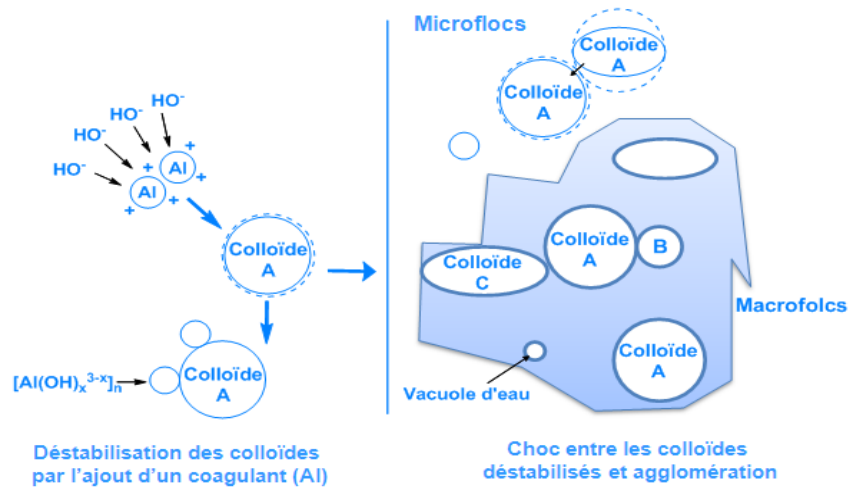 HO-
HO-
HO-
HO-
+
+
Al
+
Al
+
+
Colloïde
A
[Al(OH)x3-x]n
Colloïde
A
Déstabilisation des colloïdes
par l'ajout d'un coagulant (Al)
Microflocs
Colloïde
A
Colloïde
A
Colloïde
C
Colloïde
A
B
Macrofolcs
Colloïde
A
Vacuole d'eau
Choc entre les colloïdes
déstabilisés et agglomération